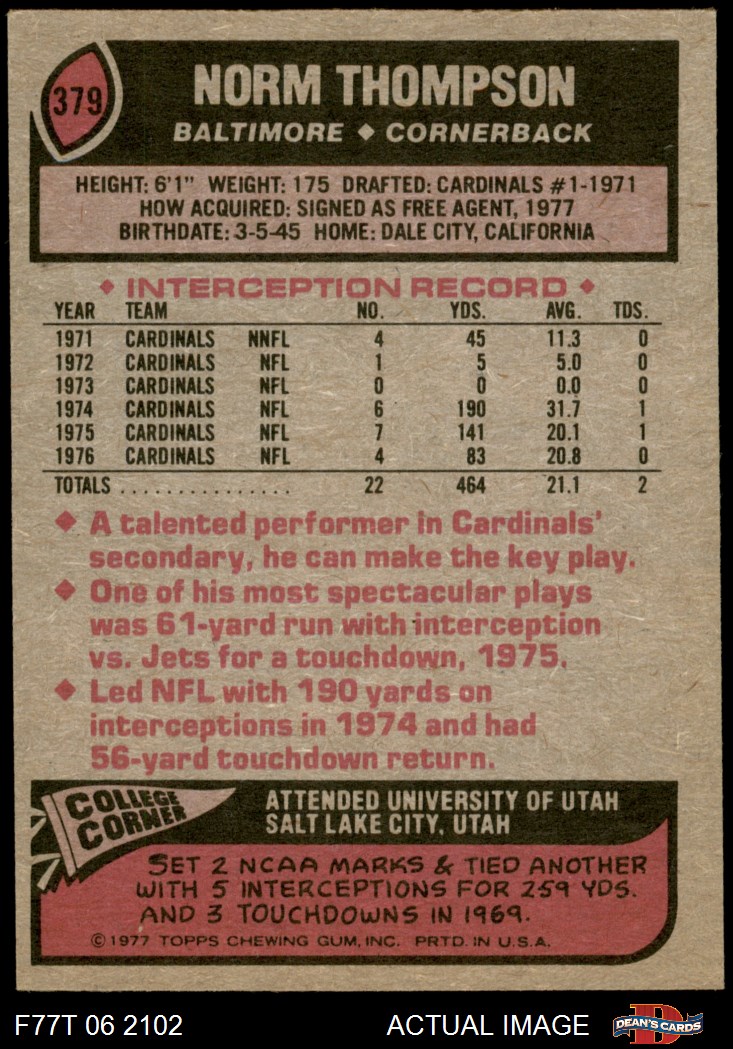 379
NORM THOMPSON
BALTIMORE ♦ CORNERBACK
HEIGHT: 6'1" WEIGHT: 175 DRAFTED: CARDINALS #1-1971
HOW ACQUIRED: SIGNED AS FREE AGENT, 1977
BIRTHDATE: 3-5-45 HOME: DALE CITY, CALIFORNIA
♦ INTERCEPTION RECORD ♦
YEAR TEAM NO. YDS. AVG. TDS.
1971 CARDINALS NNFL 4 45 11.3 0
1972 CARDINALS NFL 1 5 5.0 0
1973 CARDINALS NFL 0 0 0.0 0
1974 CARDINALS NFL 6 190 31.7 1
1975 CARDINALS NFL 7 141 20.1 1
1976 CARDINALS NFL 4 83 20.8 0
TOTALS . . . . . . . . . . . . . . . 22 464 21.1 2
♦ A talented performer in Cardinals'
secondary, he can make the key play.
♦ One of his most spectacular plays
was 61-yard run with interception
vs. Jets for a touchdown, 1975.
♦ Led NFL with 190 yards on
interceptions in 1974 and had
56-yard touchdown return.
COLLEGE
CORNER
ATTENDED UNIVERSITY OF UTAH
SALT LAKE CITY, UTAH
SET 2 NCAA MARKS & TIED ANOTHER
WITH 5 INTERCEPTIONS FOR 259 YDS.
AND 3 TOUCHDOWNS IN 1969.
© 1977 TOPPS CHEWING GUM, INC. PRTD. IN U.S.A.
F77T 06 2102 ACTUAL IMAGE
D
DEAN'S CARDS